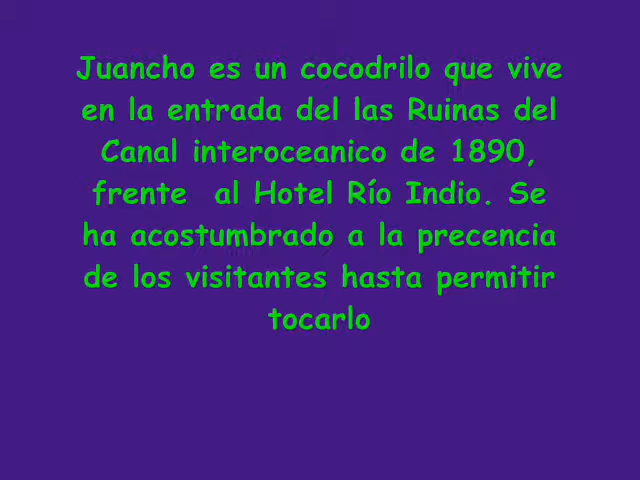 Juancho es un cocodrilo que vive
en la entrada del las Ruinas del
Canal interoceanico de 1890,
frente  al Hotel Río Indio. Se
ha acostumbrado a la precencia
de los visitantes hasta permitir
tocarlo